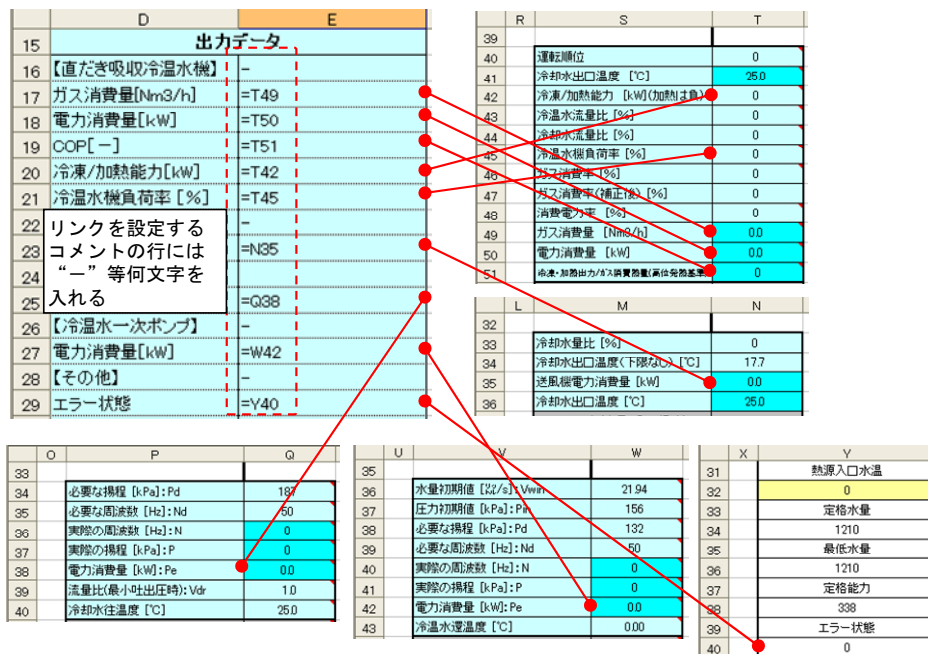 D E
15 出力データ
16 【直だき吸収冷温水機】 -
17 ガス消費量[Nm3/h] =T49
18 電力消費量[kW] =T50
19 COP[-] =T51
20 冷凍/加熱能力[kW] =T42
21 冷温水機負荷率 [%] =T45
22 -
23 =N35
24
25 =Q38
26 【冷温水一次ポンプ】 -
27 電力消費量[kW] =W42
28 【その他】 -
29 エラー状態 =Y40
リンクを設定する
コメントの行には
“－”等何文字を
入れる
R S T
39
40 運転順位 0
41 冷却水出口温度 [℃] 25.0
42 冷凍/加熱能力 [kW](加熱は負) 0
43 冷温水流量比 [%] 0
44 冷却水流量比 [%] 0
45 冷温水機負荷率 [%] 0
46 ガス消費率 [%] 0
47 ガス消費率(補正後) [%] 0
48 消費電力率 [%] 0
49 ガス消費量 [Nm3/h] 0.0
50 電力消費量 [kW] 0.0
51 冷凍・加熱出力/ガス消費熱量(高位発熱基準) 0
L M N
32
33 冷却水量比 [%] 0
34 冷却水出口温度(下限なし) [℃] 17.7
35 送風機電力消費量 [kW] 0.0
36 冷却水出口温度 [℃] 25.0
O P Q
33
34 必要な揚程 [kPa]:Pd 187
35 必要な周波数 [Hz]:Nd 50
36 実際の周波数 [Hz]:N 0
37 実際の揚程 [kPa]:P 0
38 電力消費量 [kW]:Pe 0.0
39 流量比(最小吐出圧時):Vdr 1.0
40 冷却水往温度 [℃] 25.0
U V W
35
36 水量初期値 [㍑/s]:Vwin 21.94
37 圧力初期値 [kPa]:Pin 156
38 必要な揚程 [kPa]:Pd 132
39 必要な周波数 [Hz]:Nd 50
40 実際の周波数 [Hz]:N 0
41 実際の揚程 [kPa]:P 0
42 電力消費量 [kW]:Pe 0.0
43 冷温水還温度 [℃] 0.00
X Y
31 熱源入口水温
32 0
33 定格水量
34 1210
35 最低水量
36 1210
37 定格能力
38 338
39 エラー状態
40 0